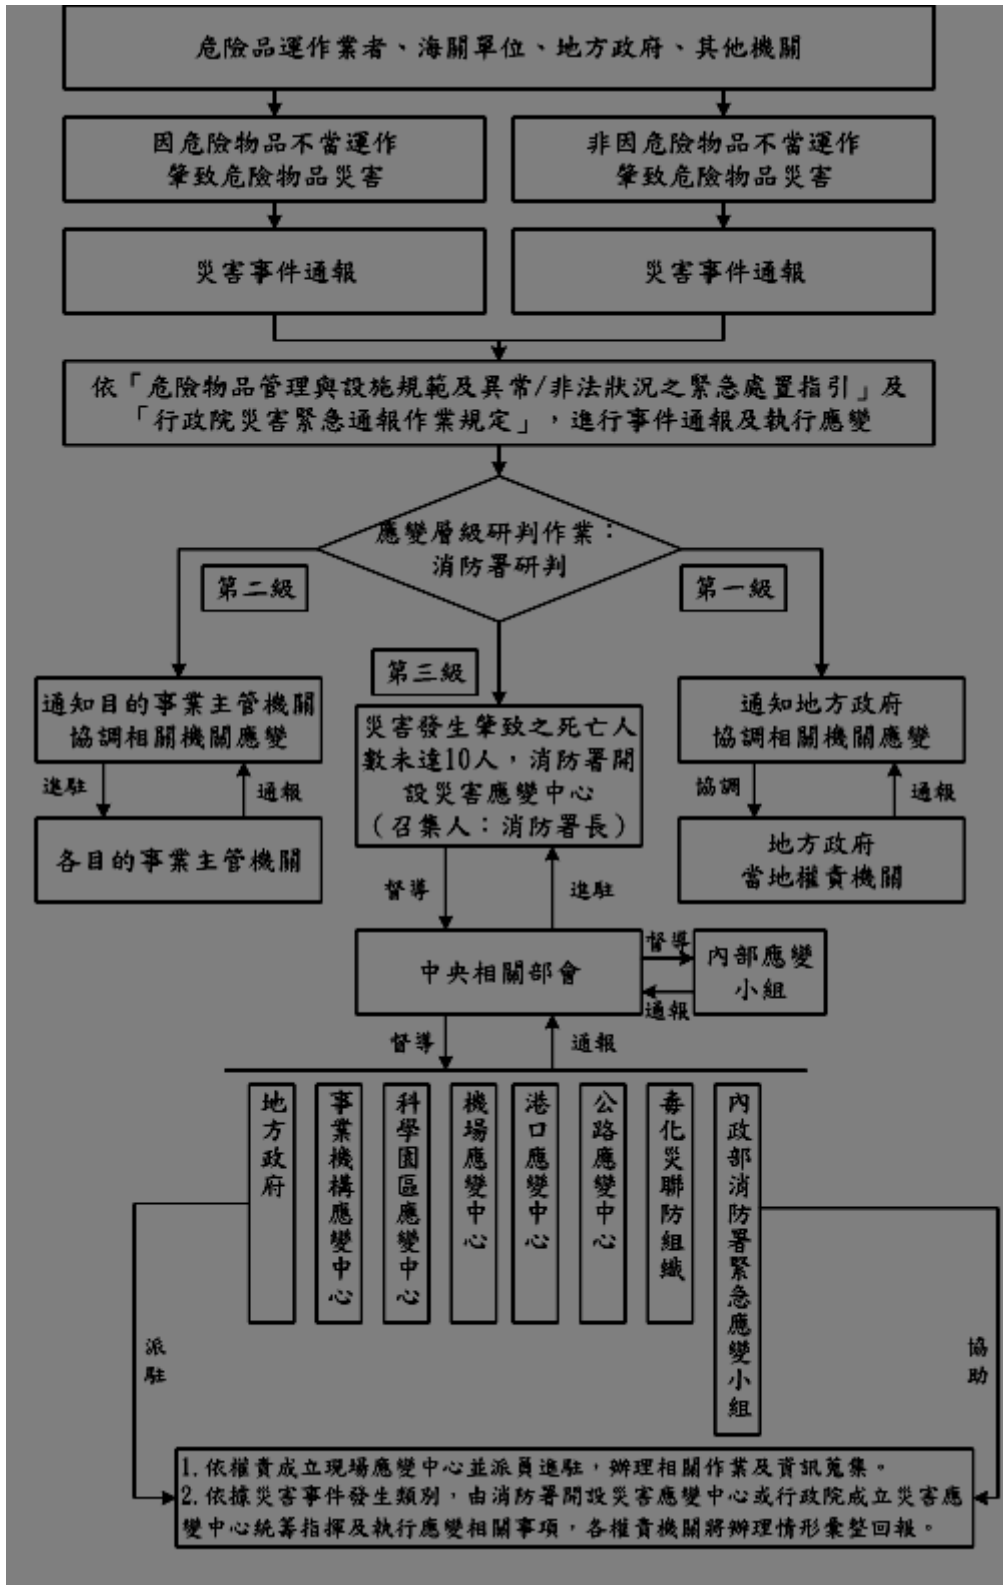 危險品運作業者、海關單位、地方政府、其他機關
因危險物品不當運作
肇致危險物品災害
非因危險物品不當運作
肇致危險物品災害
災害事件通報
災害事件通報
依「危險物品管理與設施規範及異常/非法狀況之緊急處置指引」及
「行政院災害緊急通報作業規定」，進行事件通報及執行應變
應變層級研判作業：
消防署研判
第二級
第一級
第三級
通知目的事業主管機關
協調相關機關應變
災害發生肇致之死亡人
數未達10人，消防署開
設災害應變中心
（召集人：消防署長）
通知地方政府
協調相關機關應變
進駐
通報
協調
通報
各目的事業主管機關
地方政府
當地權責機關
督導
進駐
中央相關部會
督導
通報
內部應變
小組
督導
通報
地方政府
事業機構應變中心
科學園區應變中心
機場應變中心
港口應變中心
公路應變中心
毒化災聯防組織
內政部消防署緊急應變小組
派駐
協助
1.依權責成立現場應變中心並派員進駐，辦理相關作業及資訊蒐集。
2.依據災害事件發生類別，由消防署開設災害應變中心或行政院成立災害應
變中心統籌指揮及執行應變相關事項，各權責機關將辦理情形彙整回報。